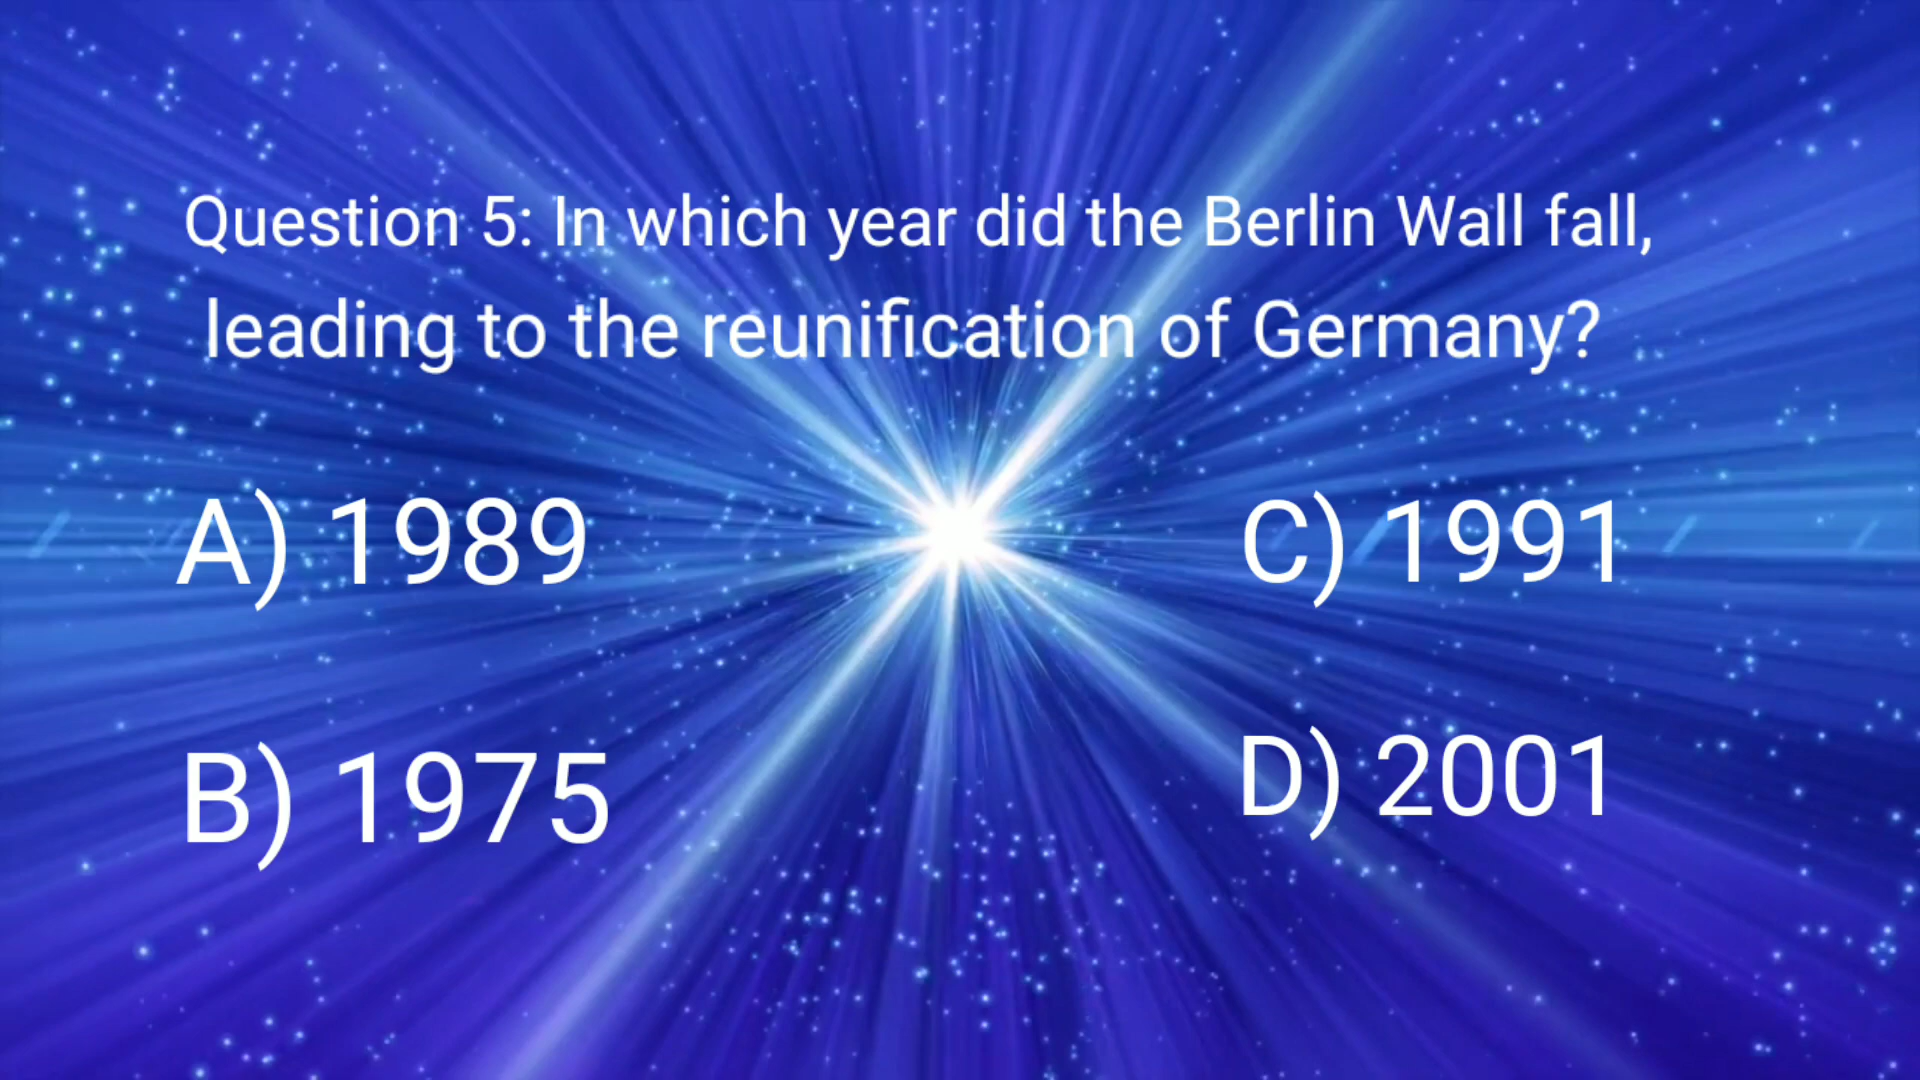 Question 5: In which year did the Berlin Wall fall,
leading to the reunification of Germany?
A) 1989
B) 1975
C) 1991
D) 2001